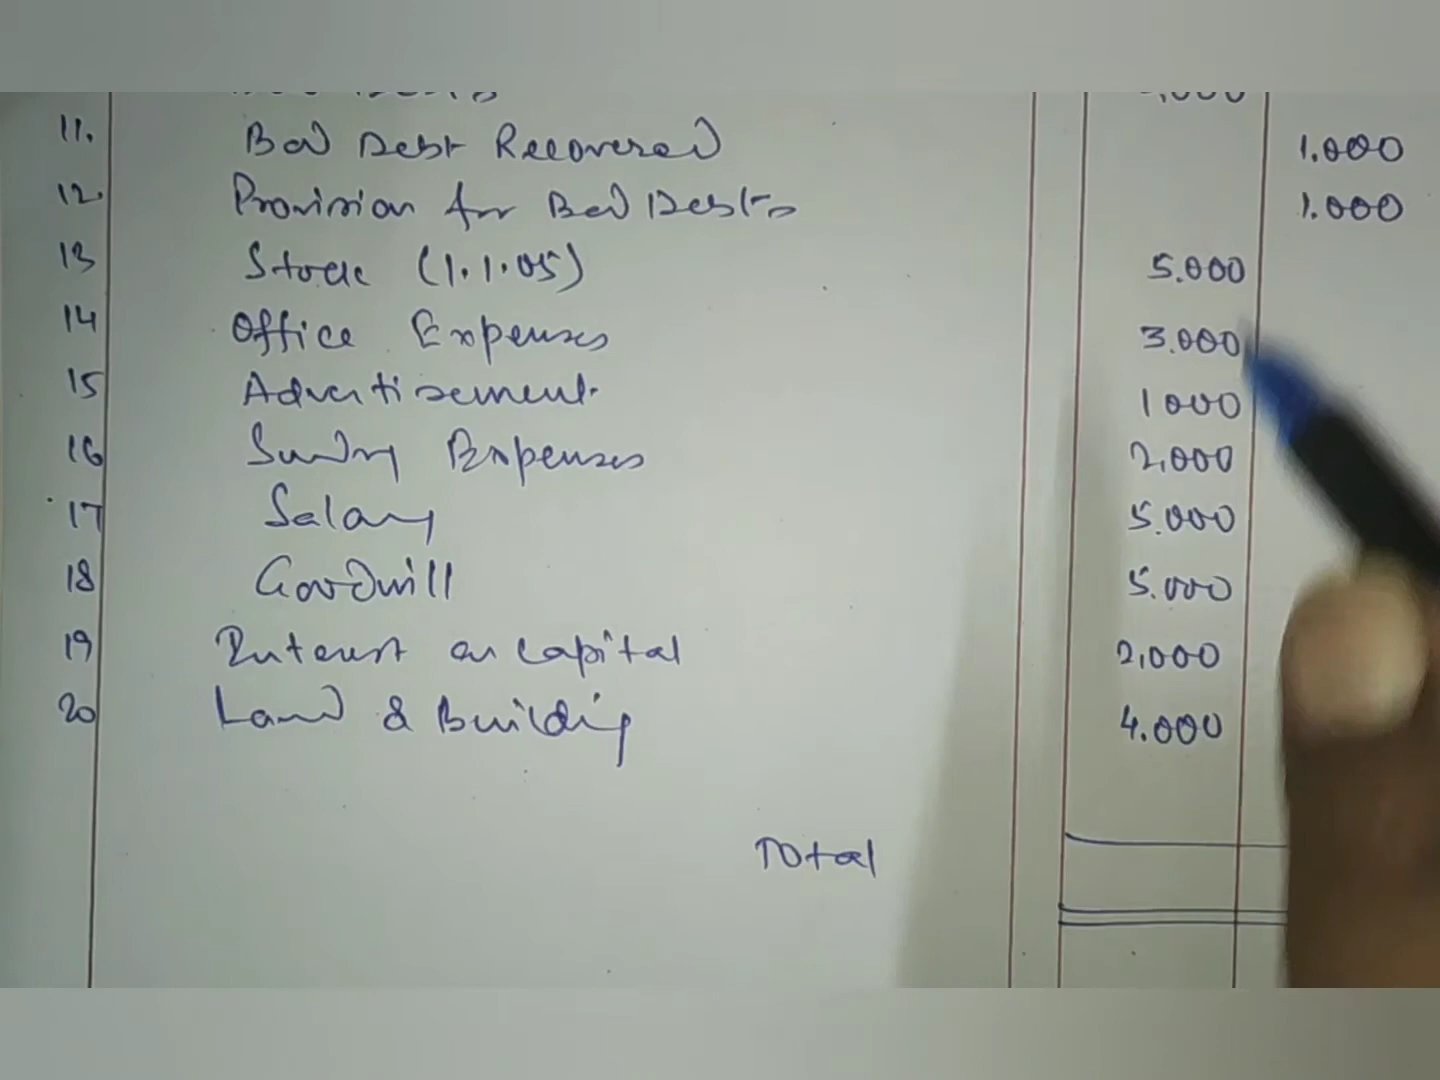 11. Bad Debt Recovered 1.000
12. Provision for Bad Debts 1.000
13 Stock (1.1.05) 5.000
14 Office Expenses 3.000
15 Advertisement 1000
16 Sundry Expenses 2,000
17 Salary 5.000
18 Goodwill 5.000
19 Interest on capital 2,000
20 Land & Building 4.000
Total